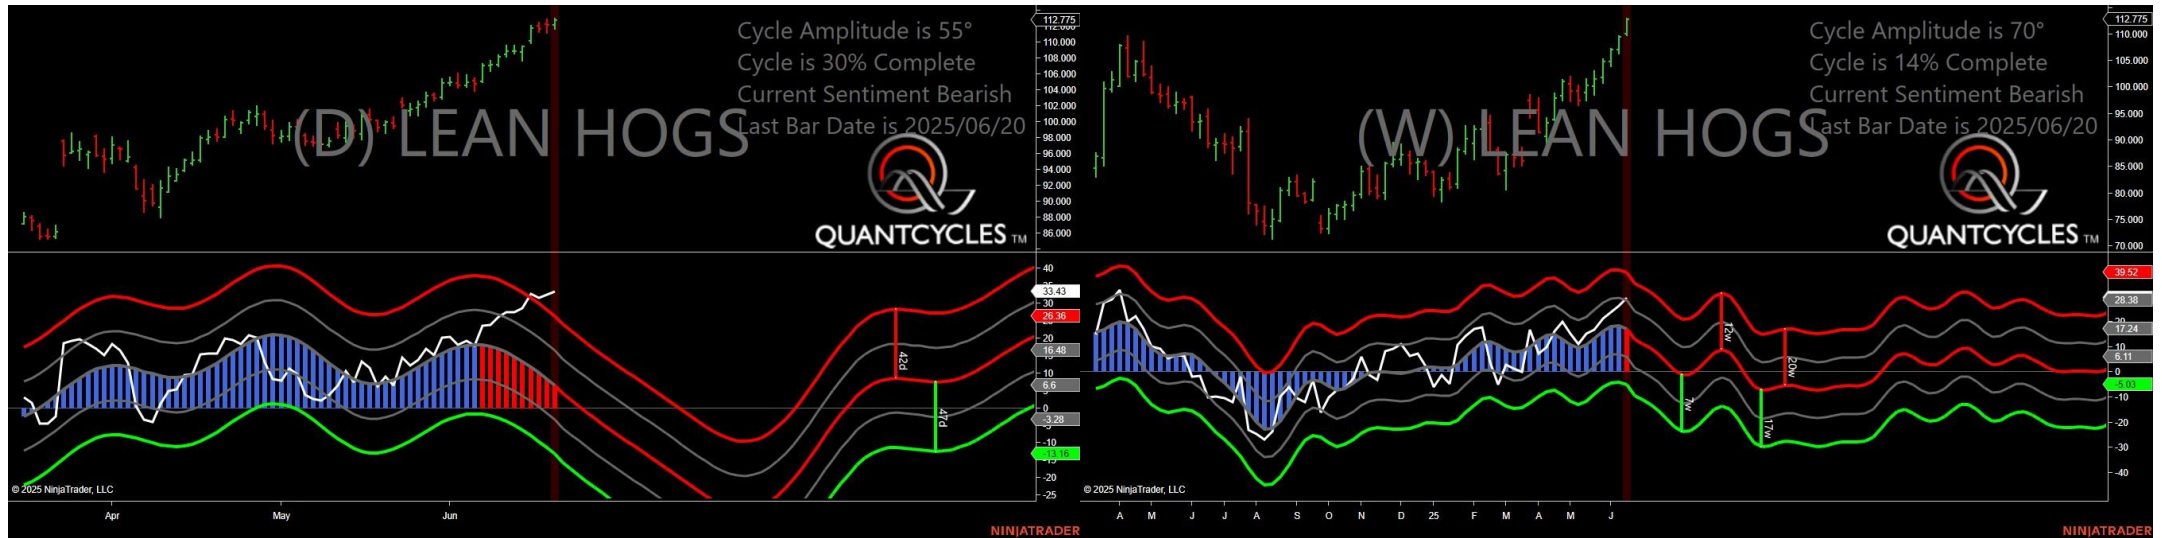 Cycle Amplitude is 55°
Cycle is 30% Complete
Current Sentiment Bearish
Last Bar Date is 2025/06/20
(D) LEAN HOGS
QUANTCYCLES TM
112.775
110.000
108.000
106.000
104.000
102.000
100.000
98.000
96.000
94.000
92.000
90.000
88.000
86.000
40
33.43
30
26.36
20
16.48
10
6.6
0
-3.28
-10
-13.16
-20
-25
42d
47d
© 2025 NinjaTrader, LLC
Apr May Jun
NINJATRADER
Cycle Amplitude is 70°
Cycle is 14% Complete
Current Sentiment Bearish
Last Bar Date is 2025/06/20
(W) LEAN HOGS
QUANTCYCLES TM
112.775
110.000
105.000
100.000
95.000
90.000
85.000
80.000
75.000
70.000
39.52
28.38
20
17.24
10
6.11
0
-5.03
-10
-20
-30
-40
12w
20w
7w
17w
© 2025 NinjaTrader, LLC
A M J J A S O N D 25 F M A M J
NINJATRADER